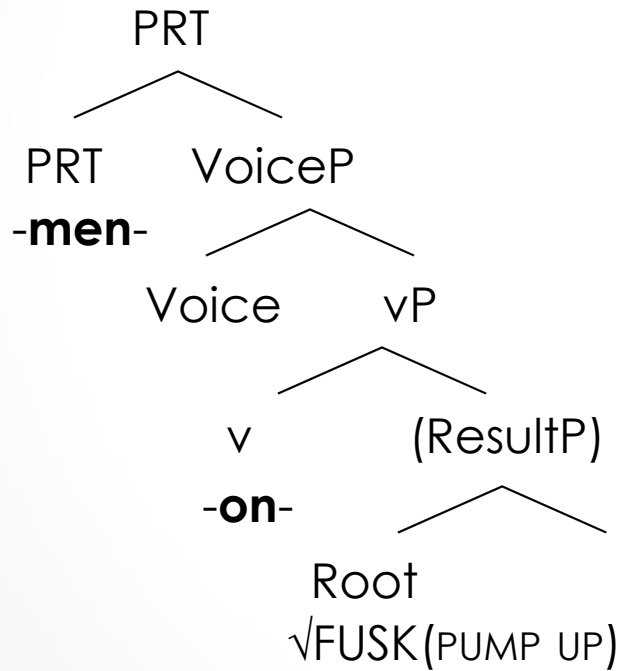 PRT
PRT VoiceP
-men-
Voice vP
v (ResultP)
-on-
Root
√FUSK(PUMP UP)